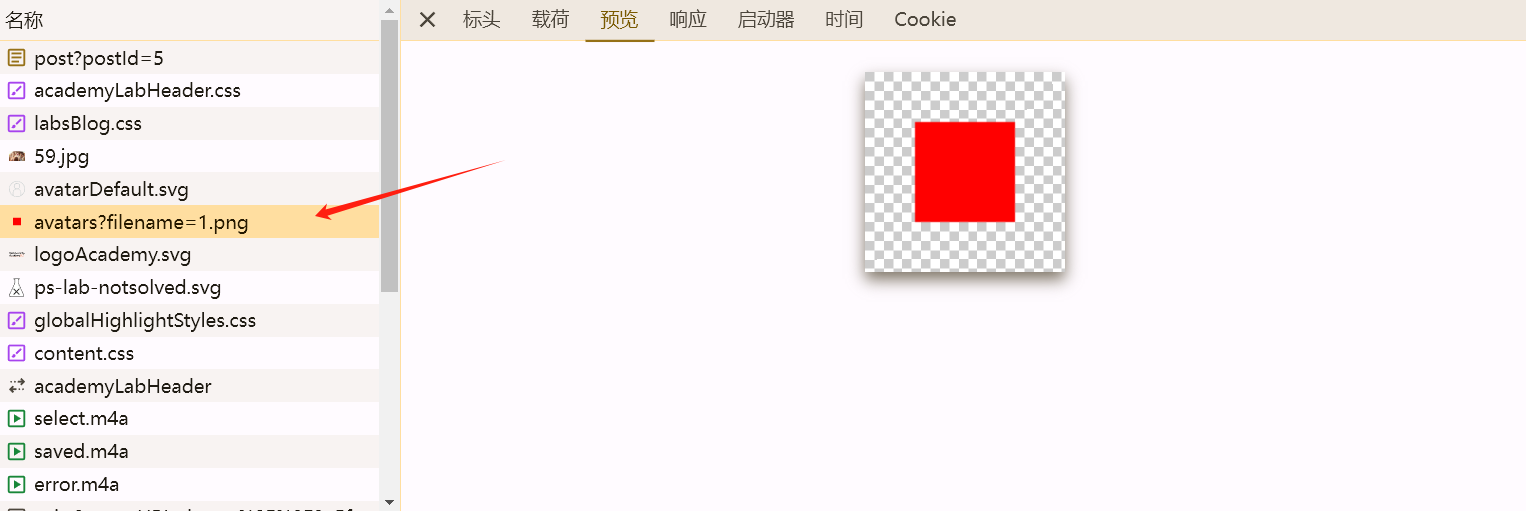 名称
标头 载荷 预览 响应 启动器 时间 Cookie
post?postId=5
academyLabHeader.css
labsBlog.css
59.jpg
avatarDefault.svg
avatars?filename=1.png
logoAcademy.svg
ps-lab-notsolved.svg
globalHighlightStyles.css
content.css
academyLabHeader
select.m4a
saved.m4a
error.m4a